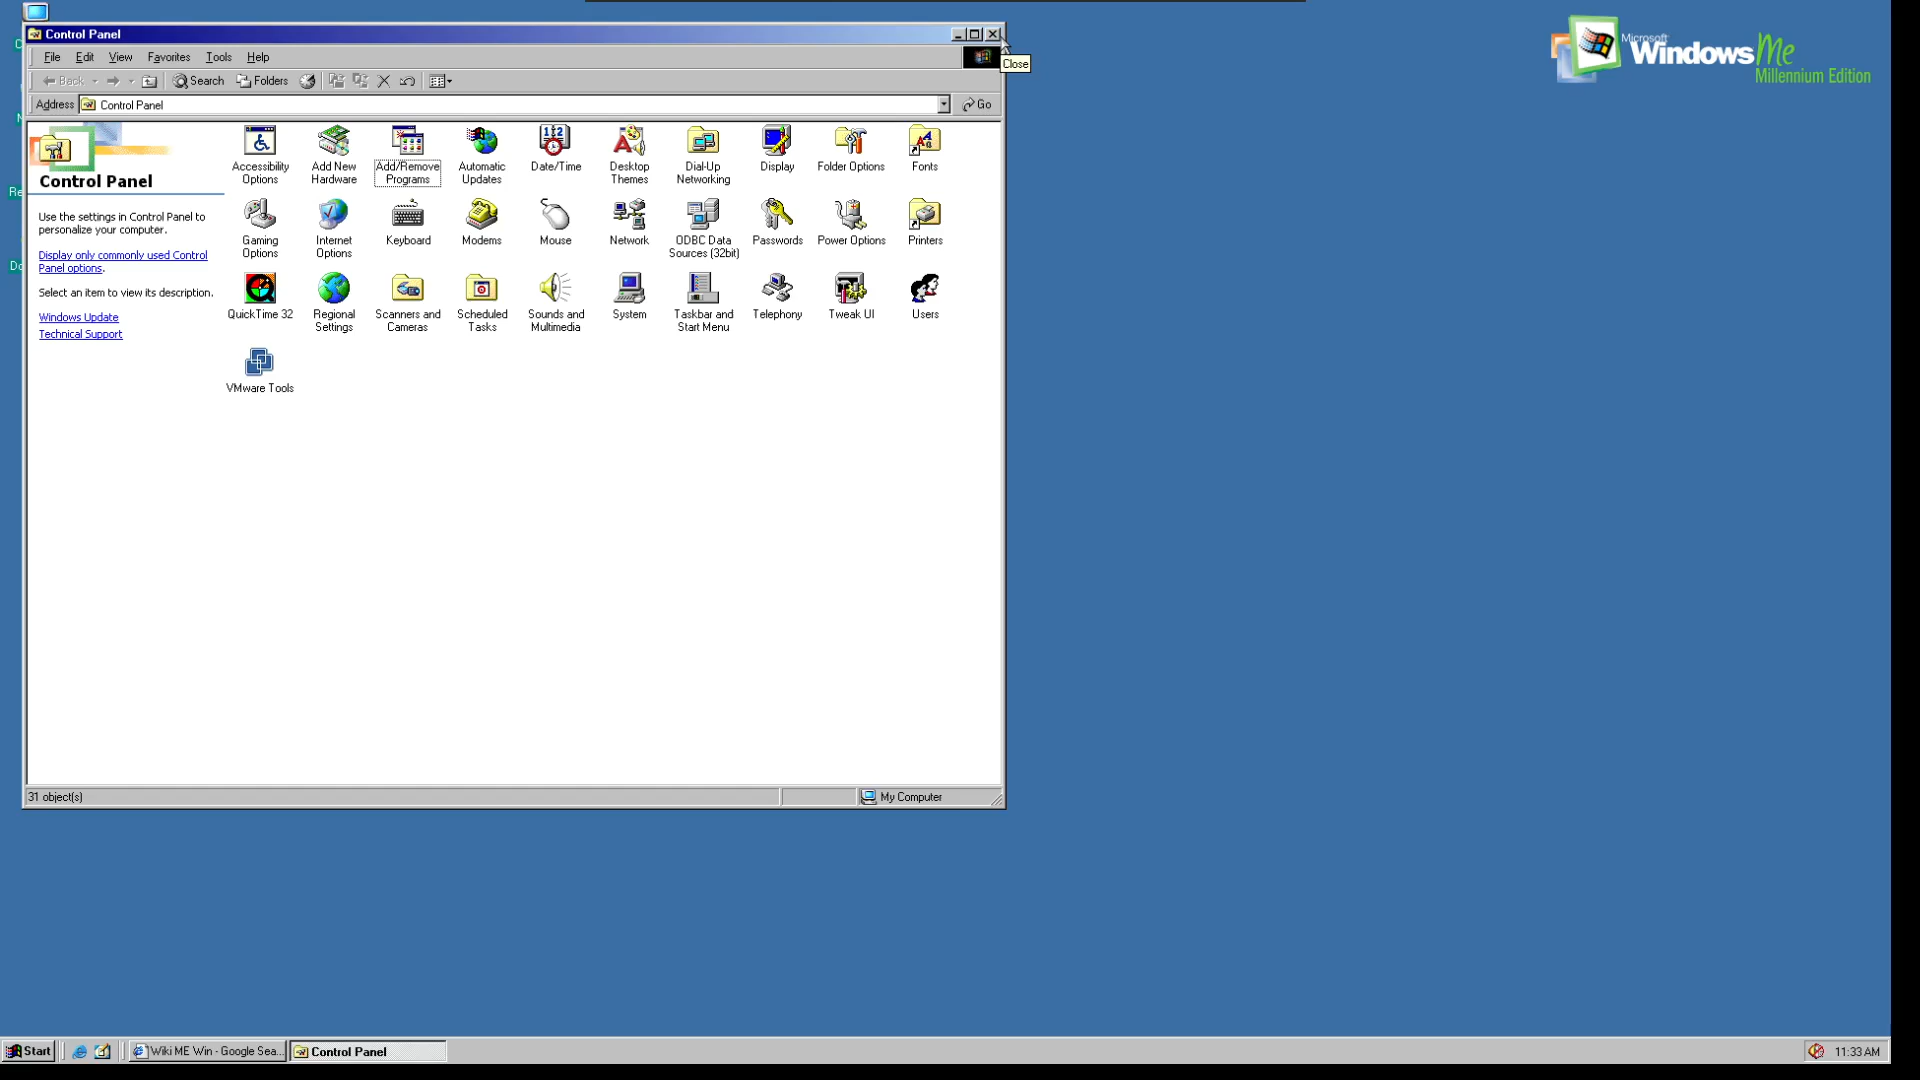 Control Panel
File Edit View Favorites Tools Help
Close
Back Search Folders
Address Control Panel Go
Microsoft
Windows Me
Millennium Edition
Control Panel
Use the settings in Control Panel to
personalize your computer.
Display only commonly used Control
Panel options.
Select an item to view its description.
Windows Update
Technical Support
Accessibility
Options
Add New
Hardware
Add/Remove
Programs
Automatic
Updates
Date/Time
Desktop
Themes
Dial-Up
Networking
Display
Folder Options
Fonts
Gaming
Options
Internet
Options
Keyboard
Modems
Mouse
Network
ODBC Data
Sources (32bit)
Passwords
Power Options
Printers
QuickTime 32
Regional
Settings
Scanners and
Cameras
Scheduled
Tasks
Sounds and
Multimedia
System
Taskbar and
Start Menu
Telephony
Tweak UI
Users
VMware Tools
31 object(s) My Computer
Start Wiki ME Win - Google Sea... Control Panel 11:33 AM